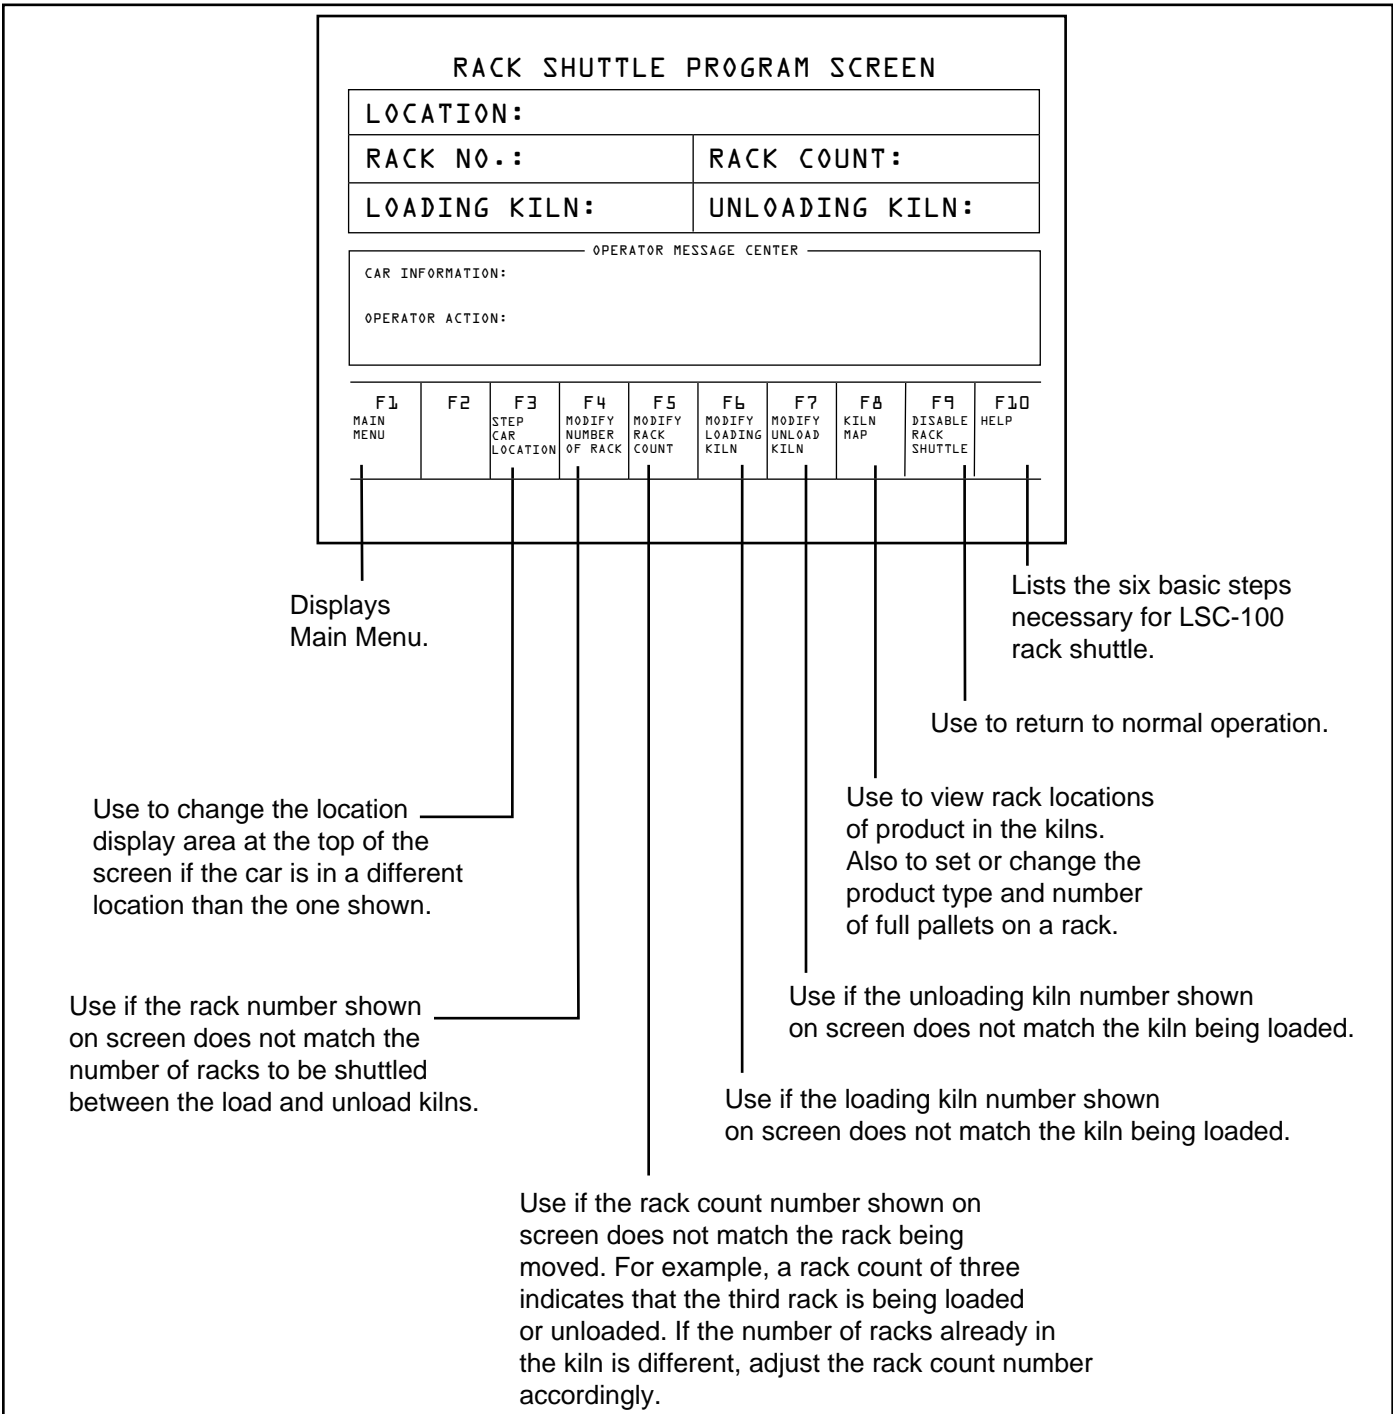 RACK SHUTTLE PROGRAM SCREEN
LOCATION:
RACK NO.: RACK COUNT:
LOADING KILN: UNLOADING KILN:
OPERATOR MESSAGE CENTER
CAR INFORMATION:
OPERATOR ACTION:
F1
MAIN
MENU
F2
F3
STEP
CAR
LOCATION
F4
MODIFY
NUMBER
OF RACK
F5
MODIFY
RACK
COUNT
F6
MODIFY
LOADING
KILN
F7
MODIFY
UNLOAD
KILN
F8
KILN
MAP
F9
DISABLE
RACK
SHUTTLE
F10
HELP
Displays
Main Menu.
Lists the six basic steps
necessary for LSC-100
rack shuttle.
Use to return to normal operation.
Use to change the location
display area at the top of the
screen if the car is in a different
location than the one shown.
Use to view rack locations
of product in the kilns.
Also to set or change the
product type and number
of full pallets on a rack.
Use if the rack number shown
on screen does not match the
number of racks to be shuttled
between the load and unload kilns.
Use if the unloading kiln number shown
on screen does not match the kiln being loaded.
Use if the loading kiln number shown
on screen does not match the kiln being loaded.
Use if the rack count number shown on
screen does not match the rack being
moved. For example, a rack count of three
indicates that the third rack is being loaded
or unloaded. If the number of racks already in
the kiln is different, adjust the rack count number
accordingly.